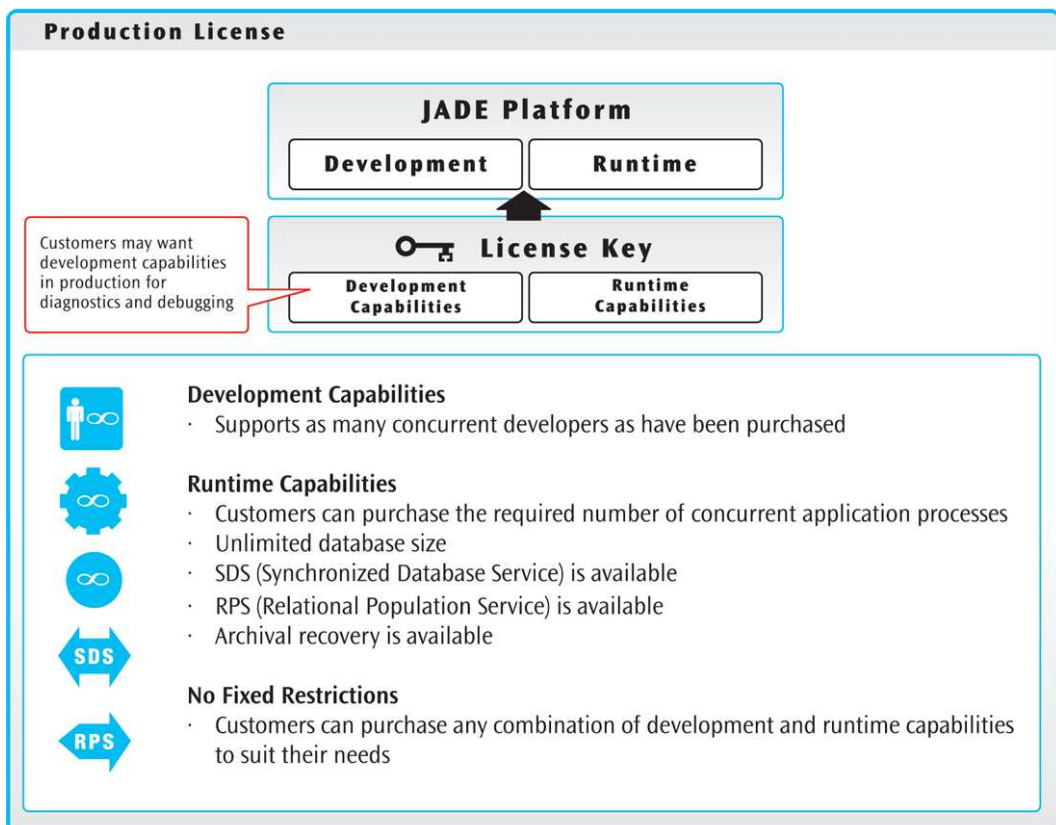 Production License
JADE Platform
Development
Runtime
License Key
Development
Capabilities
Runtime
Capabilities
Customers may want
development capabilities
in production for
diagnostics and debugging
∞
Development Capabilities
· Supports as many concurrent developers as have been purchased
∞
Runtime Capabilities
· Customers can purchase the required number of concurrent application processes
· Unlimited database size
∞
· SDS (Synchronized Database Service) is available
· RPS (Relational Population Service) is available
· Archival recovery is available
SDS
No Fixed Restrictions
· Customers can purchase any combination of development and runtime capabilities
to suit their needs
RPS